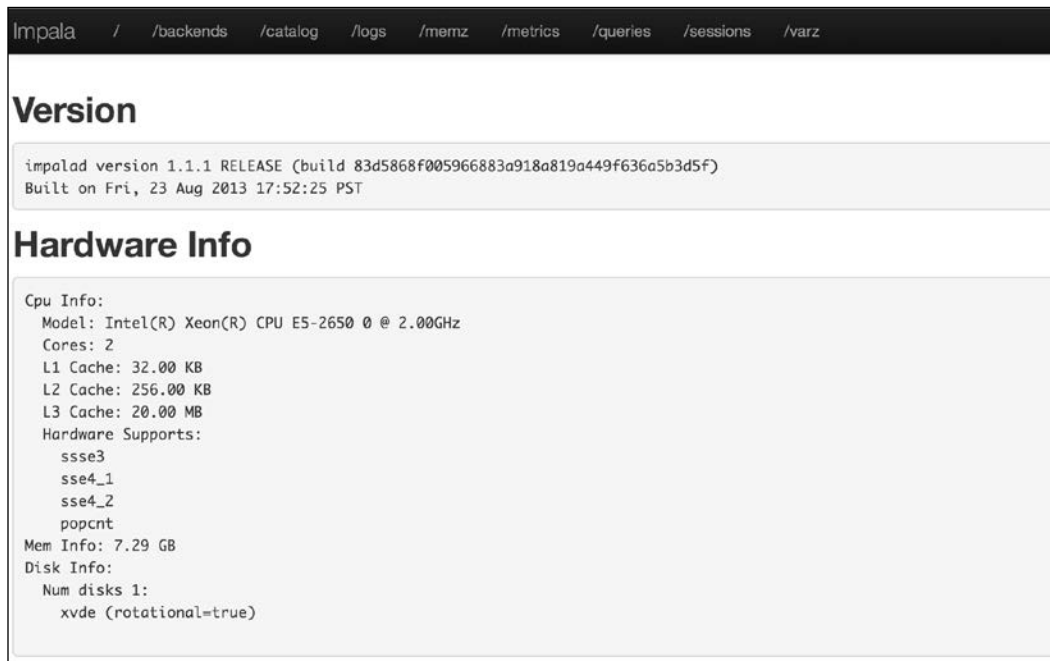 Impala / /backends /catalog /logs /memz /metrics /queries /sessions /varz
Version
impalad version 1.1.1 RELEASE (build 83d5868f005966883a918a819a449f636a5b3d5f)
Built on Fri, 23 Aug 2013 17:52:25 PST
Hardware Info
Cpu Info:
Model: Intel(R) Xeon(R) CPU E5-2650 0 @ 2.00GHz
Cores: 2
L1 Cache: 32.00 KB
L2 Cache: 256.00 KB
L3 Cache: 20.00 MB
Hardware Supports:
ssse3
sse4_1
sse4_2
popcnt
Mem Info: 7.29 GB
Disk Info:
Num disks 1:
xvde (rotational=true)